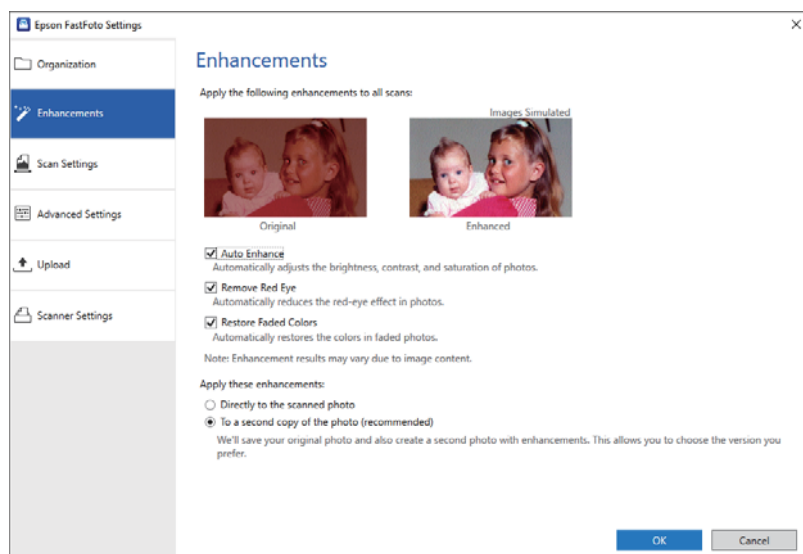 Epson FastFoto Settings
Organization
Enhancements
Scan Settings
Advanced Settings
Upload
Scanner Settings
Enhancements
Apply the following enhancements to all scans:
Images Simulated
Original
Enhanced
Auto Enhance
Automatically adjusts the brightness, contrast, and saturation of photos.
Remove Red Eye
Automatically reduces the red-eye effect in photos.
Restore Faded Colors
Automatically restores the colors in faded photos.
Note: Enhancement results may vary due to image content.
Apply these enhancements:
Directly to the scanned photo
To a second copy of the photo (recommended)
We'll save your original photo and also create a second photo with enhancements. This allows you to choose the version you
prefer.
OK
Cancel